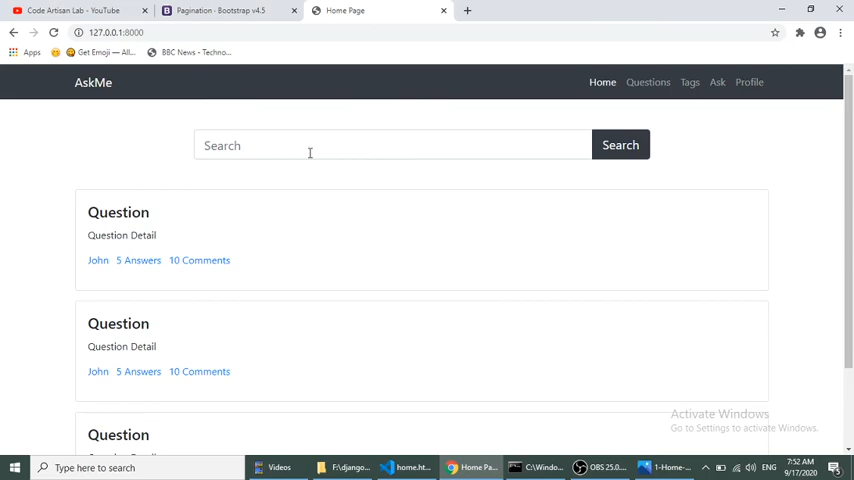 Code Artisan Lab - YouTube
Pagination · Bootstrap v4.5
Home Page
127.0.0.1:8000
Apps
Get Emoji — All...
BBC News - Techno...
AskMe
Home Questions Tags Ask Profile
Search
Search
Question
Question Detail
John 5 Answers 10 Comments
Question
Question Detail
John 5 Answers 10 Comments
Question
Activate Windows
Go to Settings to activate Windows.
Type here to search
Videos
F:\django...
home.ht...
Home Pa...
C:\Windo...
OBS 25.0....
1-Home-...
ENG
7:52 AM
9/17/2020
5